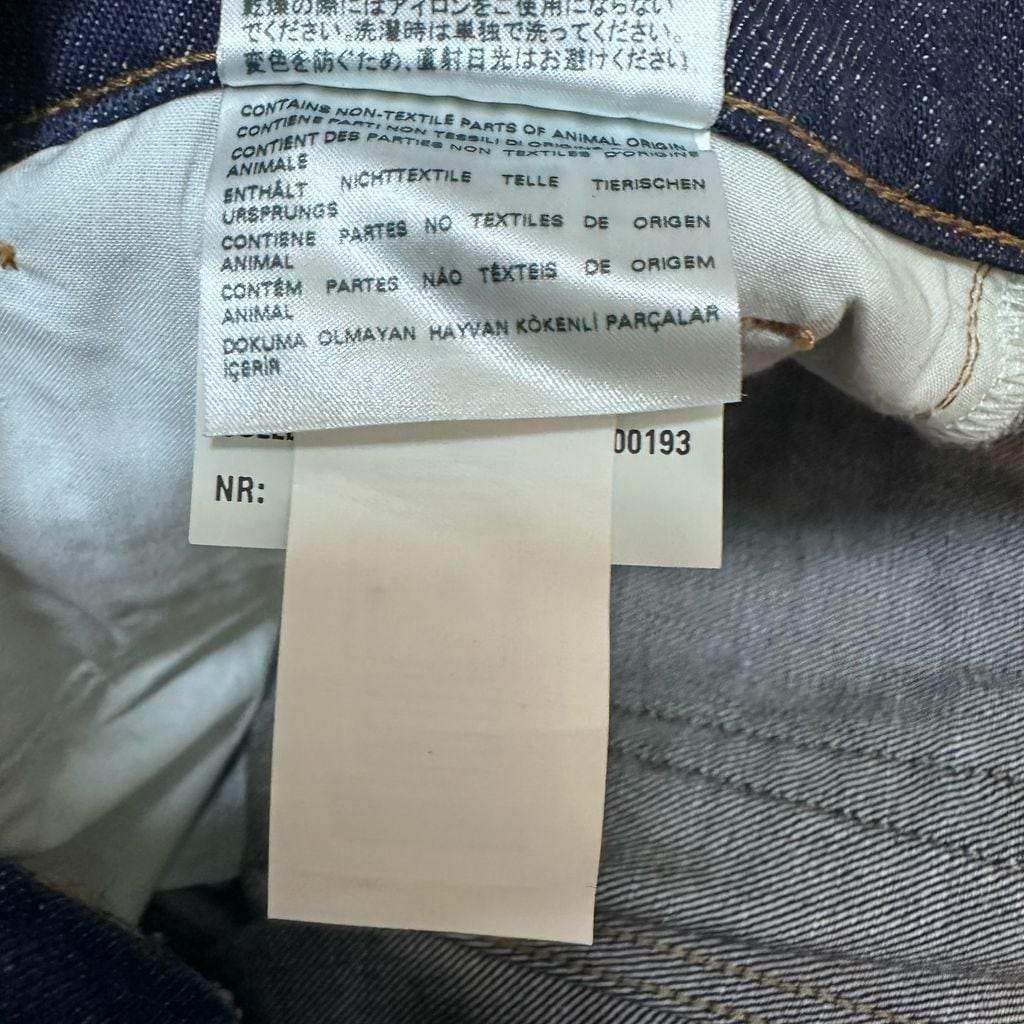 乾燥の際にはアイロンをご使用にならない
でください。洗濯時は単独で洗ってください。
変色を防ぐため、直射日光はお避けください。
CONTAINS NON-TEXTILE PARTS OF ANIMAL ORIGIN
CONTIENE PARTI NON TESSILI DI ORIGINE
CONTIENT DES PARTIES NON TEXTILES D'ORIGINE
ANIMALE
ENTHÄLT NICHTTEXTILE TELLE TIERISCHEN
URSPRUNGS
CONTIENE PARTES NO TEXTILES DE ORIGEN
ANIMAL
CONTÉM PARTES NÃO TÊXTEIS DE ORIGEM
ANIMAL
DOKUMA OLMAYAN HAYVAN KÖKENLİ PARÇALAR
İÇERİR
00193
NR: